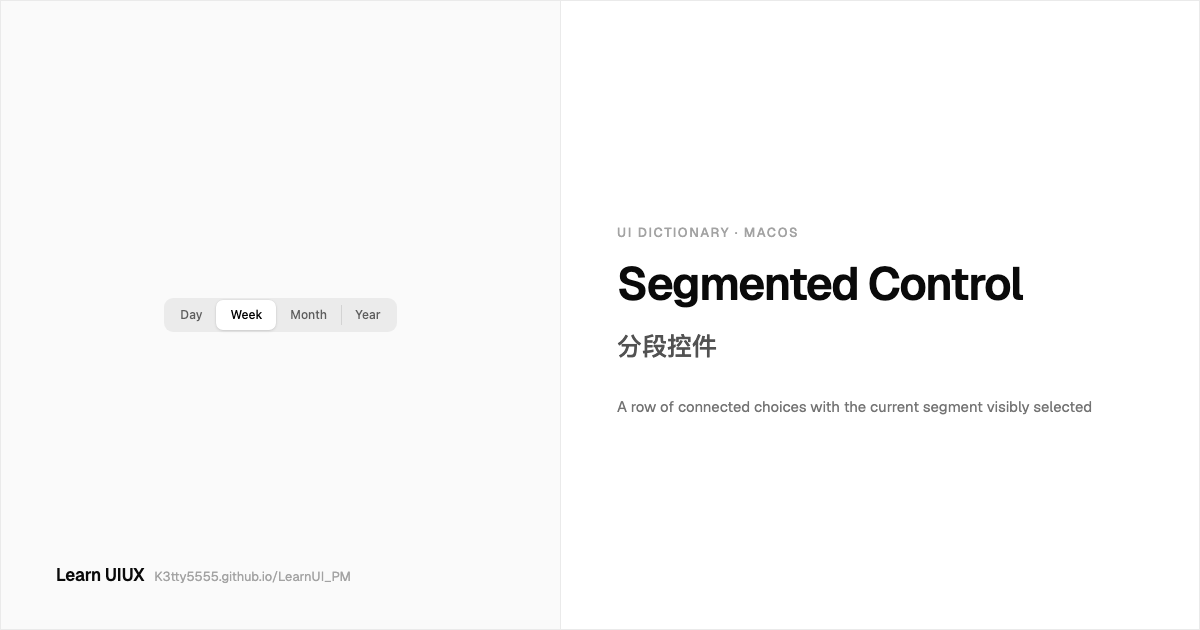 Day Week Month Year
Learn UIUX K3tty5555.github.io/LearnUI_PM
UI DICTIONARY · MACOS
Segmented Control
分段控件
A row of connected choices with the current segment visibly selected